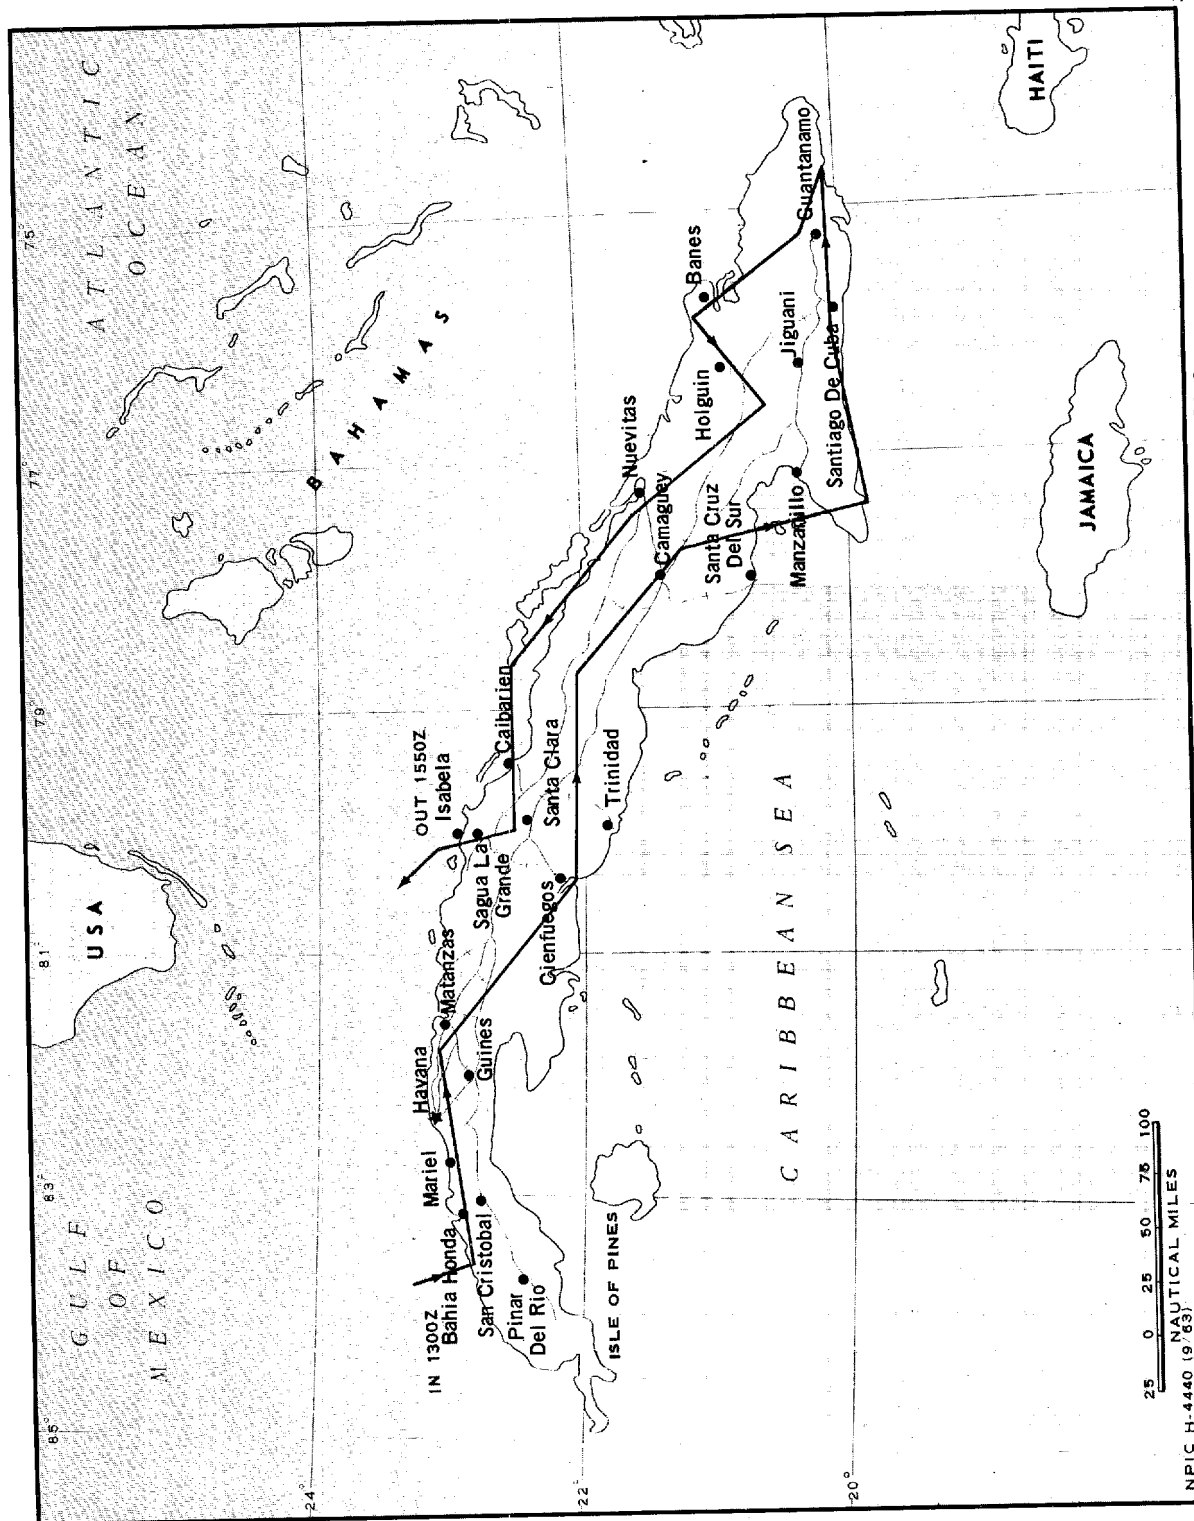 GULF
OF
MEXICO
USA
ATLANTIC
OCEAN
BAHAMAS
85°
83°
81°
79°
77°
75°
24°
22°
20°
IN 1300Z
Bahia Honda
Mariel
Havana
Matanzas
San Cristobal
Guines
Pinar
Del Rio
ISLE OF PINES
OUT 1550Z
Isabela
Sagua La
Grande
Caibarien
Santa Clara
Cienfuegos
Trinidad
Nuevitas
Camaguey
Santa Cruz
Del Sur
Holguin
Banes
Jiguani
Manzanillo
Santiago De Cuba
Guantanamo
CARIBBEAN SEA
JAMAICA
HAITI
25 0 25 50 75 100
NAUTICAL MILES
NPIC H-4440 (9/63)